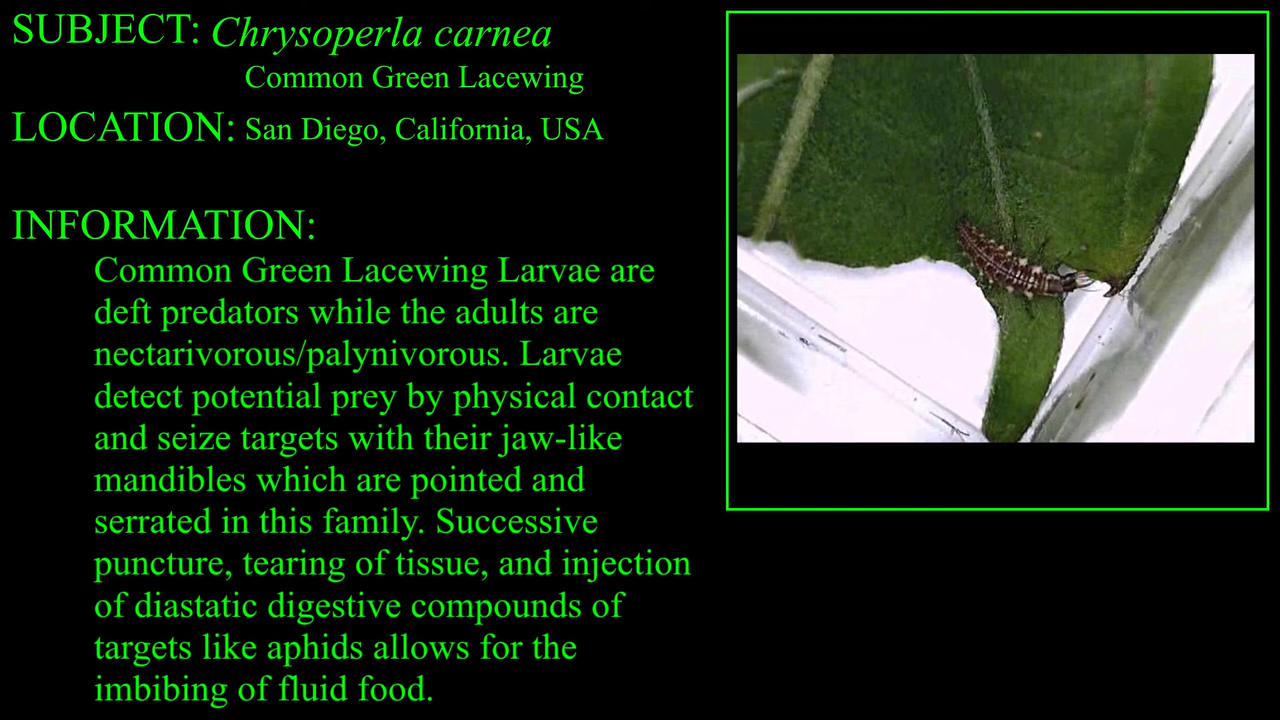 SUBJECT: Chrysoperla carnea
Common Green Lacewing
LOCATION: San Diego, California, USA
INFORMATION:
Common Green Lacewing Larvae are
deft predators while the adults are
nectarivorous/palynivorous. Larvae
detect potential prey by physical contact
and seize targets with their jaw-like
mandibles which are pointed and
serrated in this family. Successive
puncture, tearing of tissue, and injection
of diastatic digestive compounds of
targets like aphids allows for the
imbibing of fluid food.